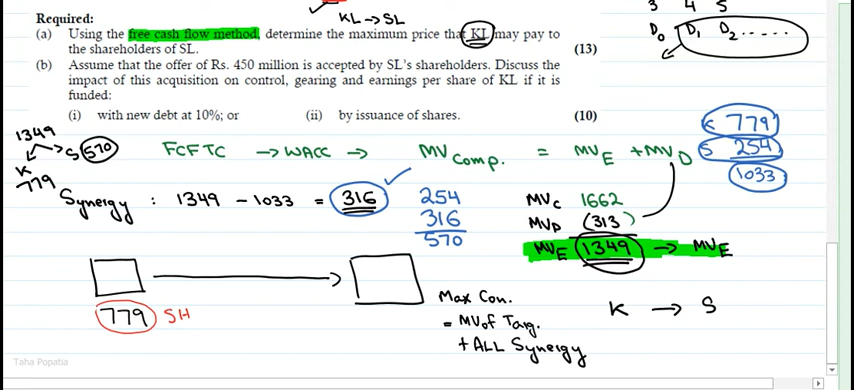 KL → SL
3 4 5
D0 D1 D2 ......
Required:
(a) Using the free cash flow method, determine the maximum price that KL may pay to
the shareholders of SL. (13)
(b) Assume that the offer of Rs. 450 million is accepted by SL's shareholders. Discuss the
impact of this acquisition on control, gearing and earnings per share of KL if it is
funded:
(i) with new debt at 10%; or (ii) by issuance of shares. (10)
1349
S 570
K
779
FCFTC → WACC → MV Comp. = MVE + MVD
K 779
S 254
1033
Synergy : 1349 - 1033 = 316
254
316
570
MVC 1662
MVD (313)
MVE 1349 → MVE
779 SH
Max Con.
= MV of Targ.
+ ALL Synergy
K → S
Taha Popatia